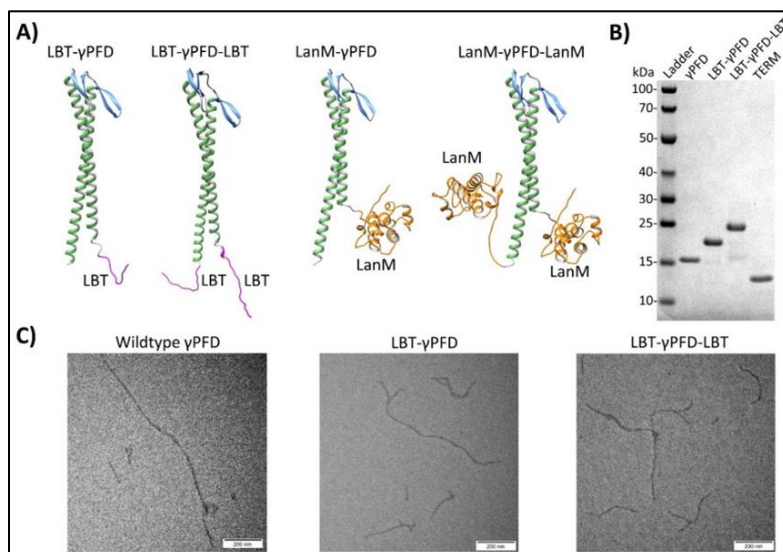 A)
LBT-γPFD LBT-γPFD-LBT LanM-γPFD LanM-γPFD-LanM
LanM
LBT
LBT LBT
LanM
LanM
B)
Ladder γPFD LBT-γPFD LBT-γPFD-LBT TERM
kDa
100-
70-
50-
40-
30-
25-
20-
15-
10-
C)
Wildtype γPFD LBT-γPFD LBT-γPFD-LBT
200 nm 200 nm 200 nm